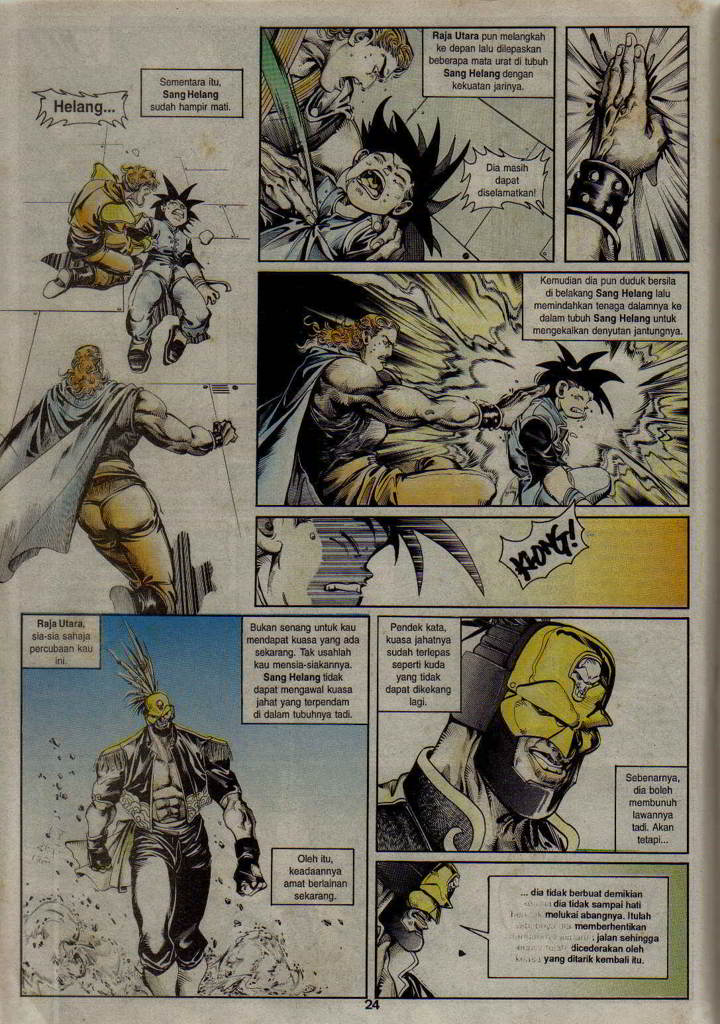 Sementara itu,
Sang Helang
sudah hampir mati.
Helang...
Raja Utara pun melangkah
ke depan lalu dilepaskan
beberapa mata urat di tubuh
Sang Helang dengan
kekuatan jarinya.
Dia masih
dapat
diselamatkan!
Kemudian dia pun duduk bersila
di belakang Sang Helang lalu
memindahkan tenaga dalamnya ke
dalam tubuh Sang Helang untuk
mengekalkan denyutan jantungnya.
KLONG!
Raja Utara,
sia-sia sahaja
percubaan kau
ini.
Bukan senang untuk kau
mendapat kuasa yang ada
sekarang. Tak usahlah
kau mensia-siakannya.
Sang Helang tidak
dapat mengawal kuasa
jahat yang terpendam
di dalam tubuhnya tadi.
Oleh itu,
keadaannya
amat berlainan
sekarang.
Pendek kata,
kuasa jahatnya
sudah terlepas
seperti kuda
yang tidak
dapat dikekang
lagi.
Sebenarnya,
dia boleh
membunuh
lawannya
tadi. Akan
tetapi...
... dia tidak berbuat demikian
dia tidak sampai hati
melukai abangnya. Itulah
memberhentikan
jalan sehingga
dicederakan oleh
yang ditarik kembali itu.
24